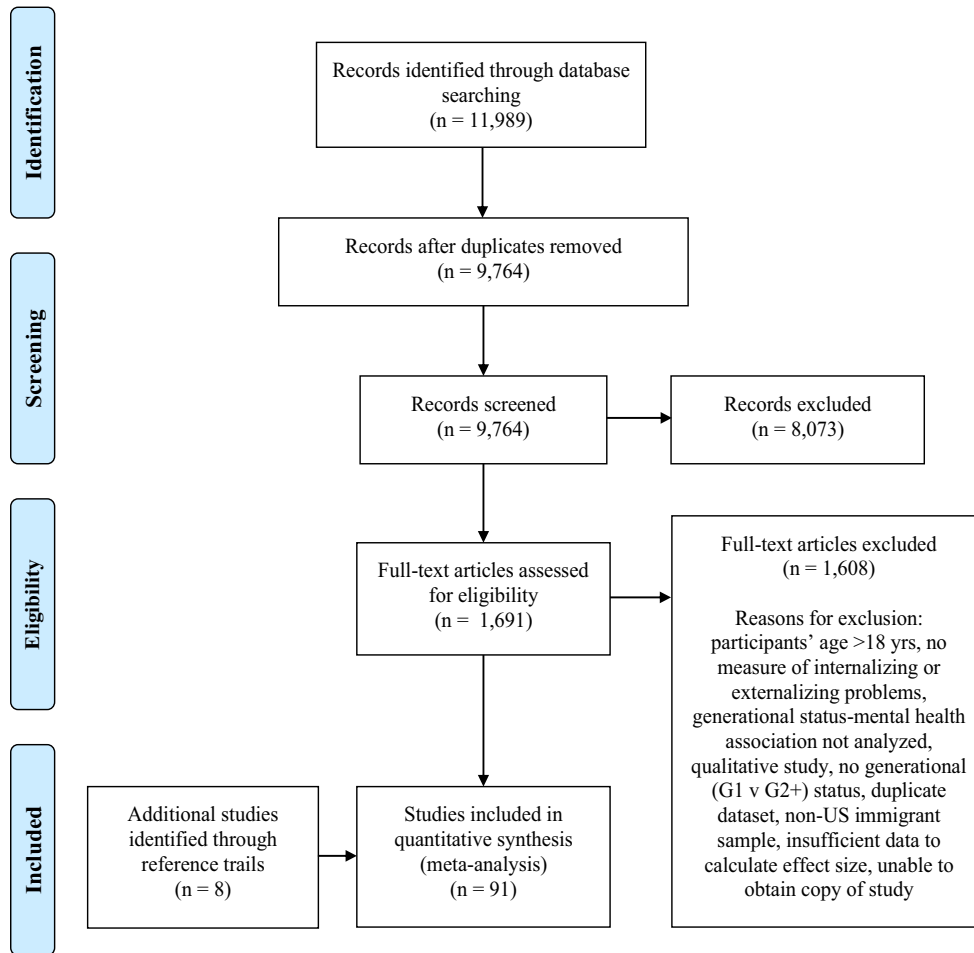 Identification
Records identified through database
searching
(n = 11,989)
Records after duplicates removed
(n = 9,764)
Screening
Records screened
(n = 9,764)
Records excluded
(n = 8,073)
Eligibility
Full-text articles assessed
for eligibility
(n = 1,691)
Full-text articles excluded
(n = 1,608)
Reasons for exclusion:
participants’ age >18 yrs, no
measure of internalizing or
externalizing problems,
generational status-mental health
association not analyzed,
qualitative study, no generational
(G1 v G2+) status, duplicate
dataset, non-US immigrant
sample, insufficient data to
calculate effect size, unable to
obtain copy of study
Included
Additional studies
identified through
reference trails
(n = 8)
Studies included in
quantitative synthesis
(meta-analysis)
(n = 91)